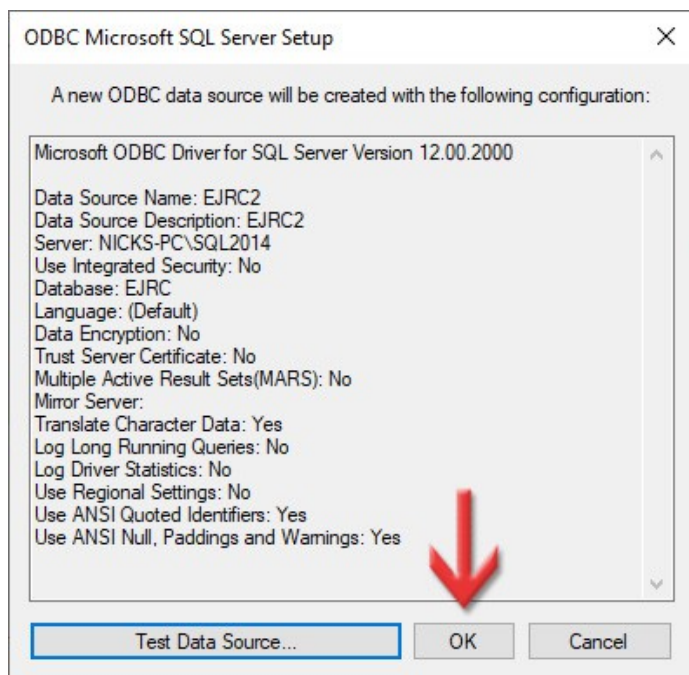 ODBC Microsoft SQL Server Setup
A new ODBC data source will be created with the following configuration:
Microsoft ODBC Driver for SQL Server Version 12.00.2000
Data Source Name: EJRC2
Data Source Description: EJRC2
Server: NICKS-PC\SQL2014
Use Integrated Security: No
Database: EJRC
Language: (Default)
Data Encryption: No
Trust Server Certificate: No
Multiple Active Result Sets(MARS): No
Mirror Server:
Translate Character Data: Yes
Log Long Running Queries: No
Log Driver Statistics: No
Use Regional Settings: No
Use ANSI Quoted Identifiers: Yes
Use ANSI Null, Paddings and Warnings: Yes
Test Data Source...
OK
Cancel